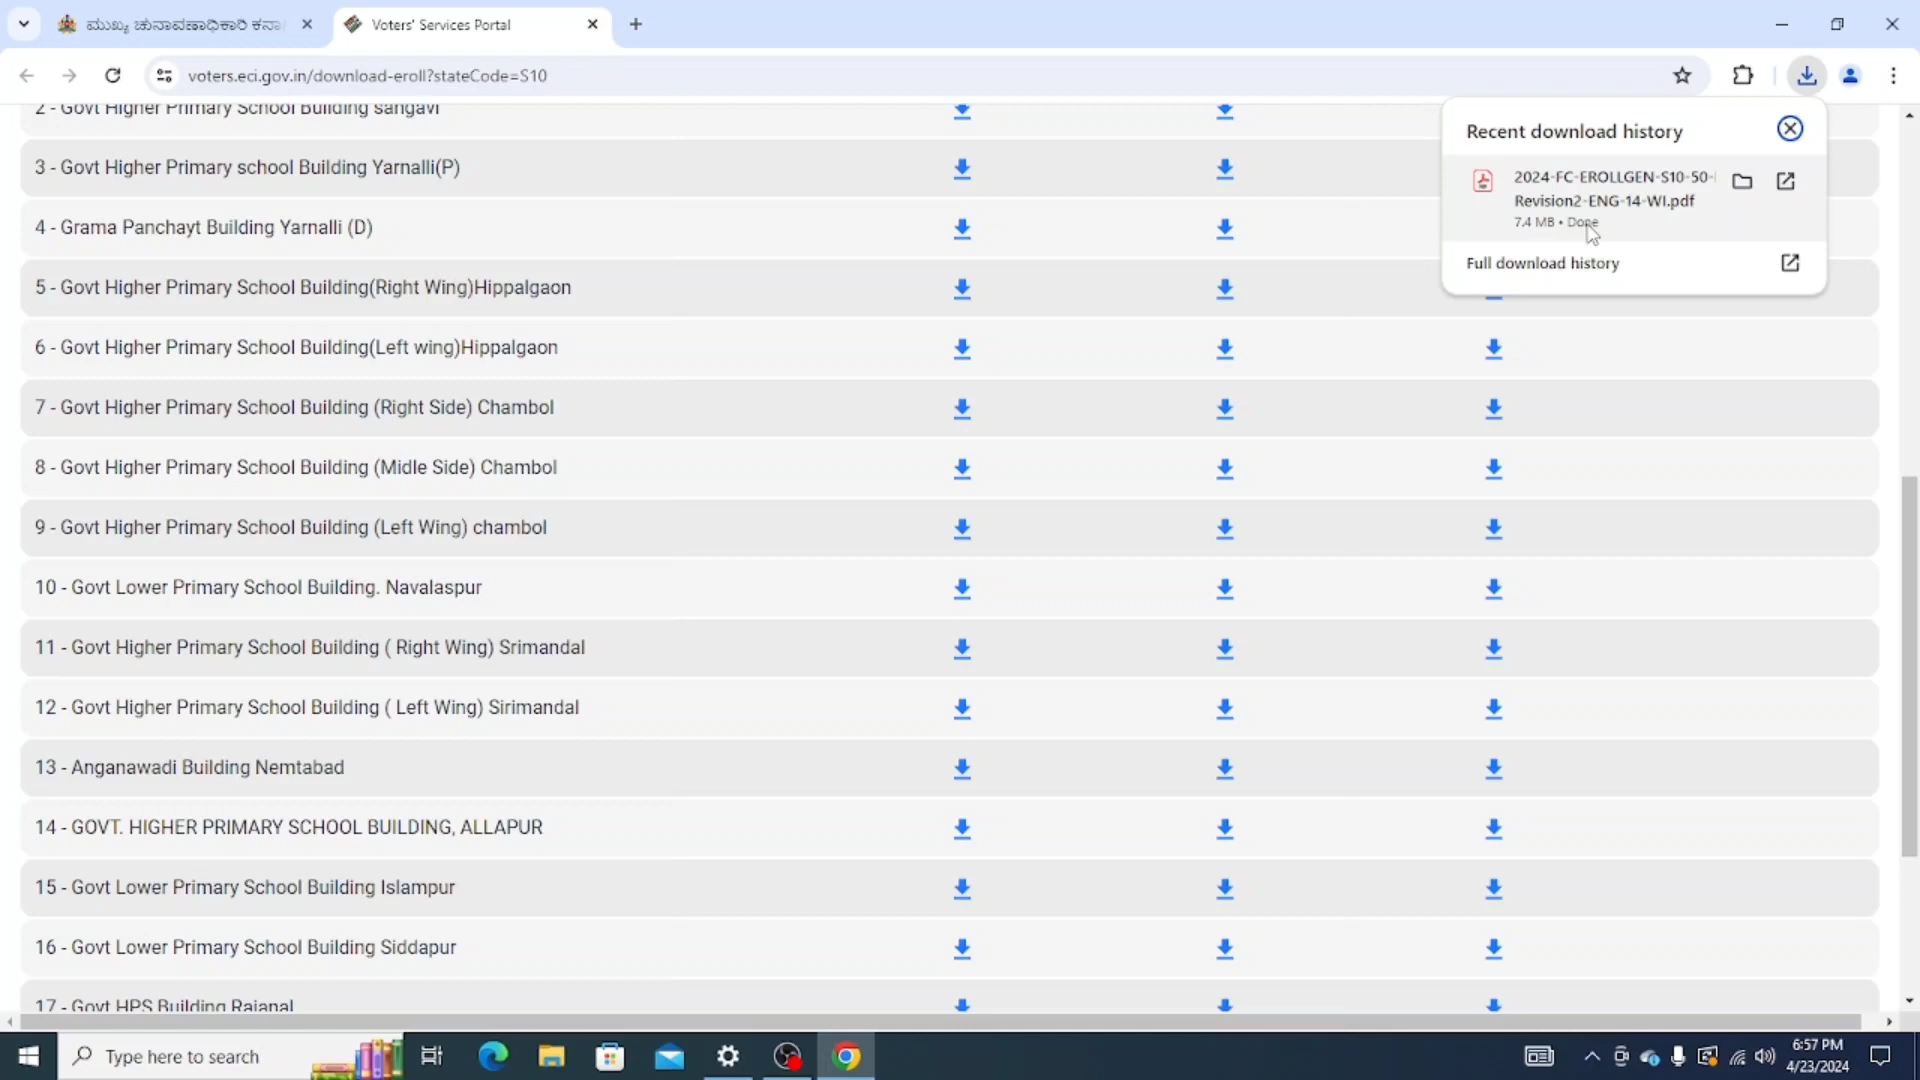 ಮುಖ್ಯ ಚುನಾವಣಾಧಿಕಾರಿ ಕರ್ನಾ
Voters' Services Portal
voters.eci.gov.in/download-eroll?stateCode=S10
2 - Govt Higher Primary School Building sangavi
3 - Govt Higher Primary school Building Yarnalli(P)
4 - Grama Panchayt Building Yarnalli (D)
5 - Govt Higher Primary School Building(Right Wing)Hippalgaon
6 - Govt Higher Primary School Building(Left wing)Hippalgaon
7 - Govt Higher Primary School Building (Right Side) Chambol
8 - Govt Higher Primary School Building (Midle Side) Chambol
9 - Govt Higher Primary School Building (Left Wing) chambol
10 - Govt Lower Primary School Building. Navalaspur
11 - Govt Higher Primary School Building ( Right Wing) Srimandal
12 - Govt Higher Primary School Building ( Left Wing) Sirimandal
13 - Anganawadi Building Nemtabad
14 - GOVT. HIGHER PRIMARY SCHOOL BUILDING, ALLAPUR
15 - Govt Lower Primary School Building Islampur
16 - Govt Lower Primary School Building Siddapur
17 - Govt HPS Building Rajanal
Recent download history
2024-FC-EROLLGEN-S10-50-
Revision2-ENG-14-WI.pdf
7.4 MB • Done
Full download history
Type here to search
6:57 PM
4/23/2024